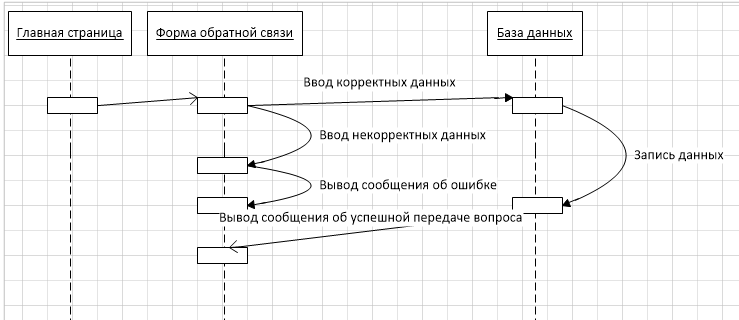 Главная страница
Форма обратной связи
База данных
Ввод корректных данных
Ввод некорректных данных
Запись данных
Вывод сообщения об ошибке
Вывод сообщения об успешной передаче вопроса